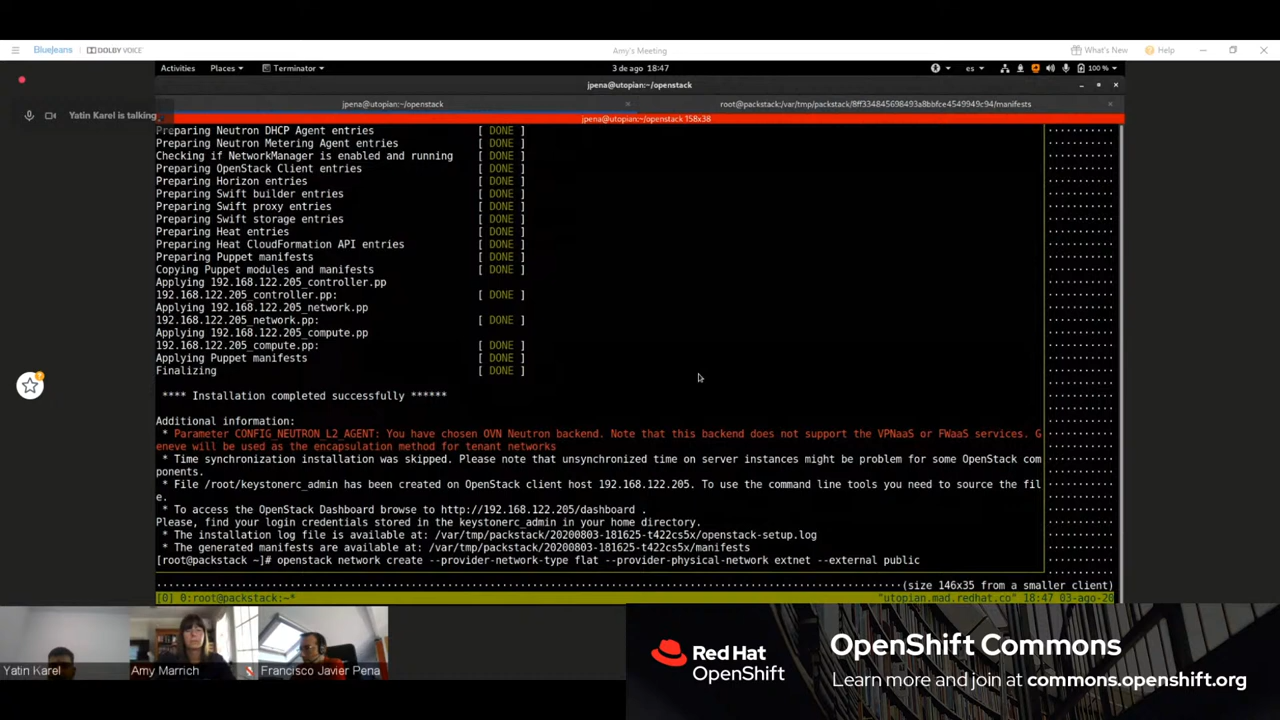 BlueJeans DOLBY VOICE Amy's Meeting What's New Help
Activities Places Terminator 3 de ago 18:47 es 100 %
jpena@utopian:~/openstack
jpena@utopian:~/openstack root@packstack:/var/tmp/packstack/8ff334845698493a8bbfce4549949c94/manifests
jpena@utopian:~/openstack 158x38
Yatin Karel is talking
Preparing Neutron DHCP Agent entries [ DONE ]
Preparing Neutron Metering Agent entries [ DONE ]
Checking if NetworkManager is enabled and running [ DONE ]
Preparing OpenStack Client entries [ DONE ]
Preparing Horizon entries [ DONE ]
Preparing Swift builder entries [ DONE ]
Preparing Swift proxy entries [ DONE ]
Preparing Swift storage entries [ DONE ]
Preparing Heat entries [ DONE ]
Preparing Heat CloudFormation API entries [ DONE ]
Preparing Puppet manifests [ DONE ]
Copying Puppet modules and manifests [ DONE ]
Applying 192.168.122.205_controller.pp
192.168.122.205_controller.pp: [ DONE ]
Applying 192.168.122.205_network.pp
192.168.122.205_network.pp: [ DONE ]
Applying 192.168.122.205_compute.pp
192.168.122.205_compute.pp: [ DONE ]
Applying Puppet manifests [ DONE ]
Finalizing [ DONE ]
**** Installation completed successfully ******
Additional information:
* Parameter CONFIG_NEUTRON_L2_AGENT: You have chosen OVN Neutron backend. Note that this backend does not support the VPNaaS or FWaaS services. G
eneve will be used as the encapsulation method for tenant networks
* Time synchronization installation was skipped. Please note that unsynchronized time on server instances might be problem for some OpenStack com
ponents.
* File /root/keystonerc_admin has been created on OpenStack client host 192.168.122.205. To use the command line tools you need to source the fil
e.
* To access the OpenStack Dashboard browse to http://192.168.122.205/dashboard .
Please, find your login credentials stored in the keystonerc_admin in your home directory.
* The installation log file is available at: /var/tmp/packstack/20200803-181625-t422cs5x/openstack-setup.log
* The generated manifests are available at: /var/tmp/packstack/20200803-181625-t422cs5x/manifests
[root@packstack ~]# openstack network create --provider-network-type flat --provider-physical-network extnet --external public
(size 146x35 from a smaller client)
[0] 0:root@packstack:~* "utopian.mad.redhat.co" 18:47 03-ago-20
Yatin Karel Amy Marrich Francisco Javier Pena
Red Hat
OpenShift
OpenShift Commons
Learn more and join at commons.openshift.org